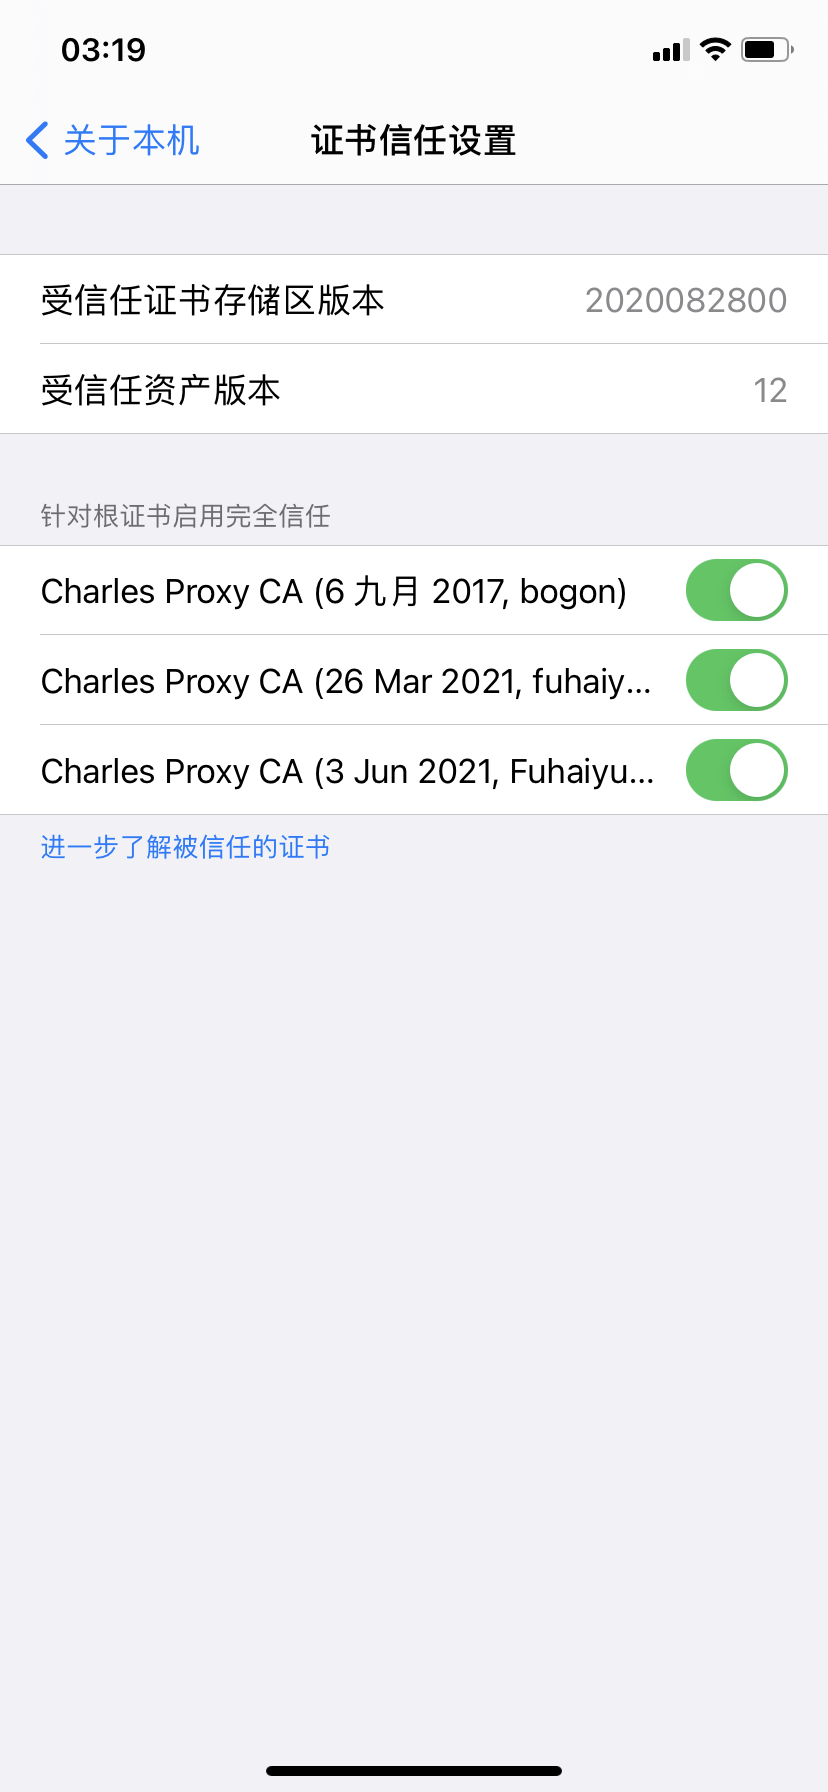 03:19
关于本机
证书信任设置
受信任证书存储区版本 2020082800
受信任资产版本 12
针对根证书启用完全信任
Charles Proxy CA (6 九月 2017, bogon)
Charles Proxy CA (26 Mar 2021, fuhaiy...
Charles Proxy CA (3 Jun 2021, Fuhaiyu...
进一步了解被信任的证书